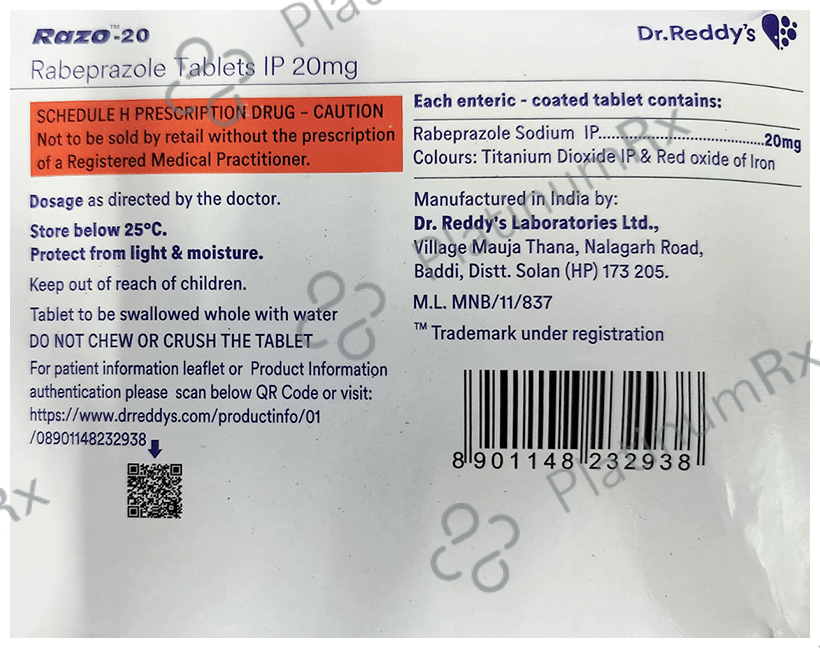 Razo™-20
Rabeprazole Tablets IP 20mg
Dr.Reddy's
SCHEDULE H PRESCRIPTION DRUG – CAUTION
Not to be sold by retail without the prescription
of a Registered Medical Practitioner.
Dosage as directed by the doctor.
Store below 25°C.
Protect from light & moisture.
Keep out of reach of children.
Tablet to be swallowed whole with water
DO NOT CHEW OR CRUSH THE TABLET
For patient information leaflet or Product Information
authentication please scan below QR Code or visit:
https://www.drreddys.com/productinfo/01
/08901148232938
Each enteric - coated tablet contains:
Rabeprazole Sodium IP.............................................20mg
Colours: Titanium Dioxide IP & Red oxide of Iron
Manufactured in India by:
Dr. Reddy's Laboratories Ltd.,
Village Mauja Thana, Nalagarh Road,
Baddi, Distt. Solan (HP) 173 205.
M.L. MNB/11/837
™ Trademark under registration
8 901148 232938
PlatinumRx
PlatinumRx
PlatinumRx
Rx